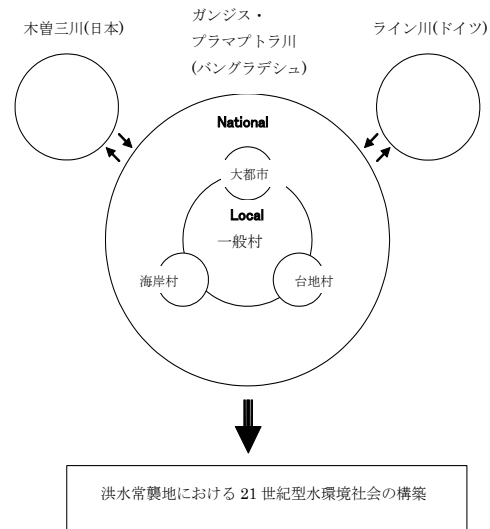 木曽三川(日本)
ガンジス・
プラマプトラ川
(バングラデシュ)
ライン川(ドイツ)
National
大都市
Local
一般村
海岸村
台地村
洪水常襲地における 21 世紀型水環境社会の構築